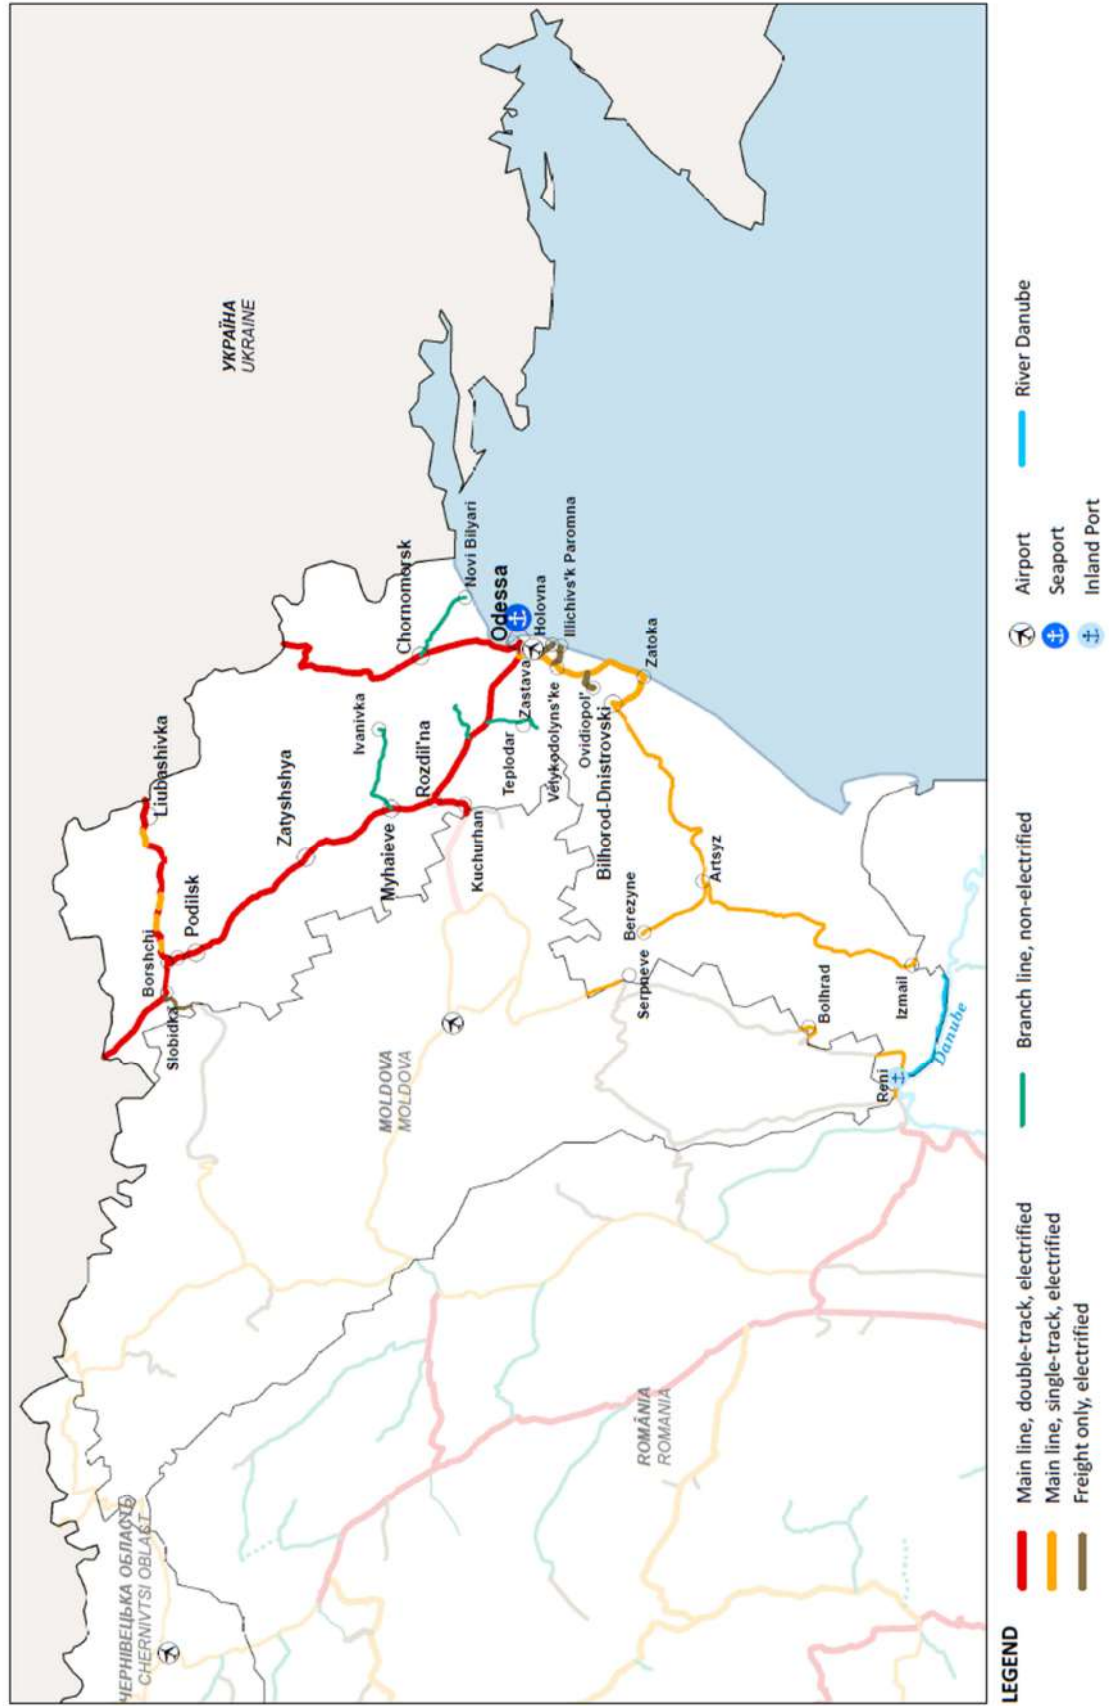 УКРАЇНА
UKRAINE
Liubashivka
Borshchi
Podilsk
Slobidka
Zatyshshya
Ivanivka
Chornomorsk
Novi Bilyari
Myhaieve
Rozdil'na
Kuchurhan
Odessa
Holovna
Zastava
Teplodar
Illichivs'k Paromna
Velykodolyns'ke
Ovidiopol'
Zatoka
Bilhorod-Dnistrovski
Artsyz
Berezyne
Serpneve
Bolhrad
Izmail
Reni
Danube
MOLDOVA
MOLDOVA
ROMÂNIA
ROMANIA
ЧЕРНІВЕЦЬКА ОБЛАСТЬ
CHERNIVTSI OBLAST
LEGEND
Main line, double-track, electrified
Main line, single-track, electrified
Freight only, electrified
Branch line, non-electrified
Airport
Seaport
Inland Port
River Danube